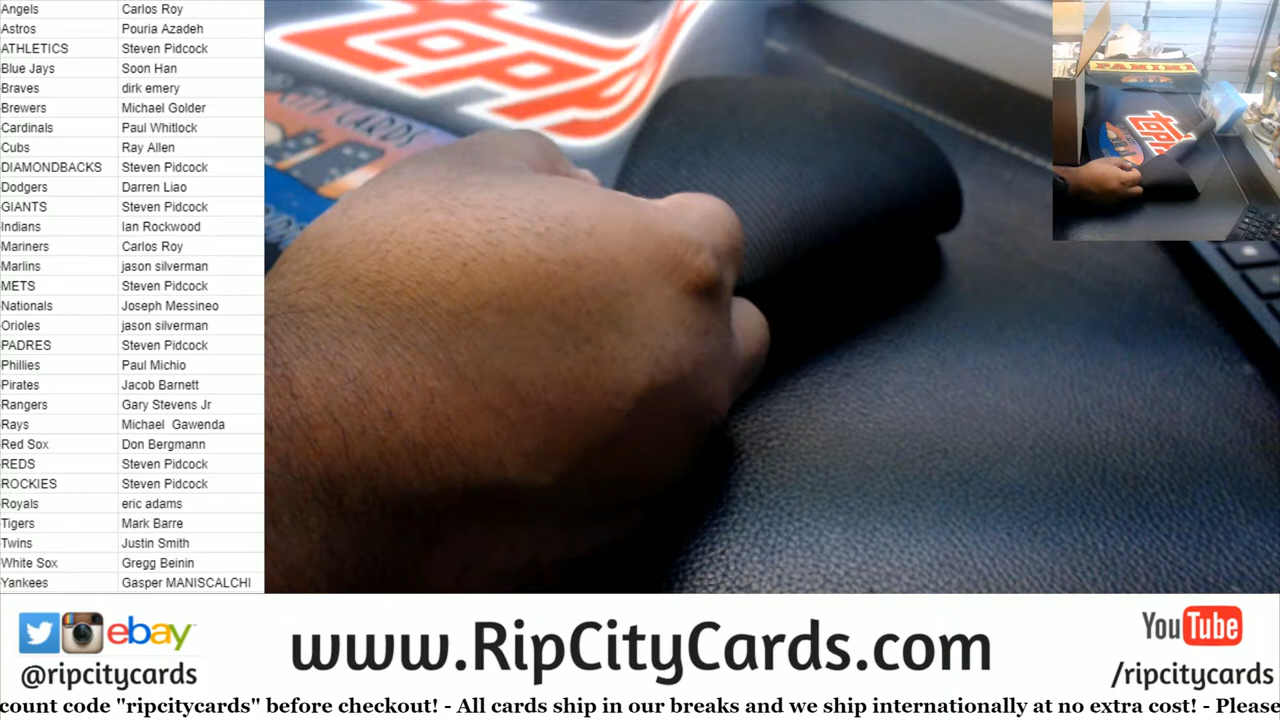 Angels Carlos Roy
Astros Pouria Azadeh
ATHLETICS Steven Pidcock
Blue Jays Soon Han
Braves dirk emery
Brewers Michael Golder
Cardinals Paul Whitlock
Cubs Ray Allen
DIAMONDBACKS Steven Pidcock
Dodgers Darren Liao
GIANTS Steven Pidcock
Indians Ian Rockwood
Mariners Carlos Roy
Marlins jason silverman
METS Steven Pidcock
Nationals Joseph Messineo
Orioles jason silverman
PADRES Steven Pidcock
Phillies Paul Michio
Pirates Jacob Barnett
Rangers Gary Stevens Jr
Rays Michael Gawenda
Red Sox Don Bergmann
REDS Steven Pidcock
ROCKIES Steven Pidcock
Royals eric adams
Tigers Mark Barre
Twins Justin Smith
White Sox Gregg Beinin
Yankees Gasper MANISCALCHI
topps
CARDS
PANINI
topps
ebay
@ripcitycards
www.RipCityCards.com
YouTube
/ripcitycards
count code "ripcitycards" before checkout! - All cards ship in our breaks and we ship internationally at no extra cost! - Please